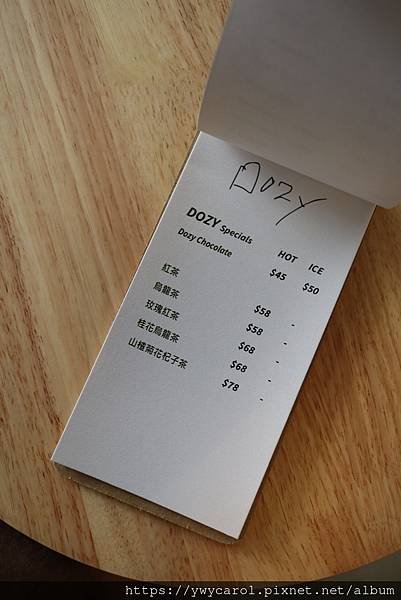 DOZY
DOZY Specials HOT ICE
Dozy Chocolate $45 $50
紅茶 $58 -
烏龍茶 $58 -
玫瑰紅茶 $68 -
桂花烏龍茶 $68 -
山楂菊花杞子茶 $78 -
https://ywycarol.pixnet.net/album